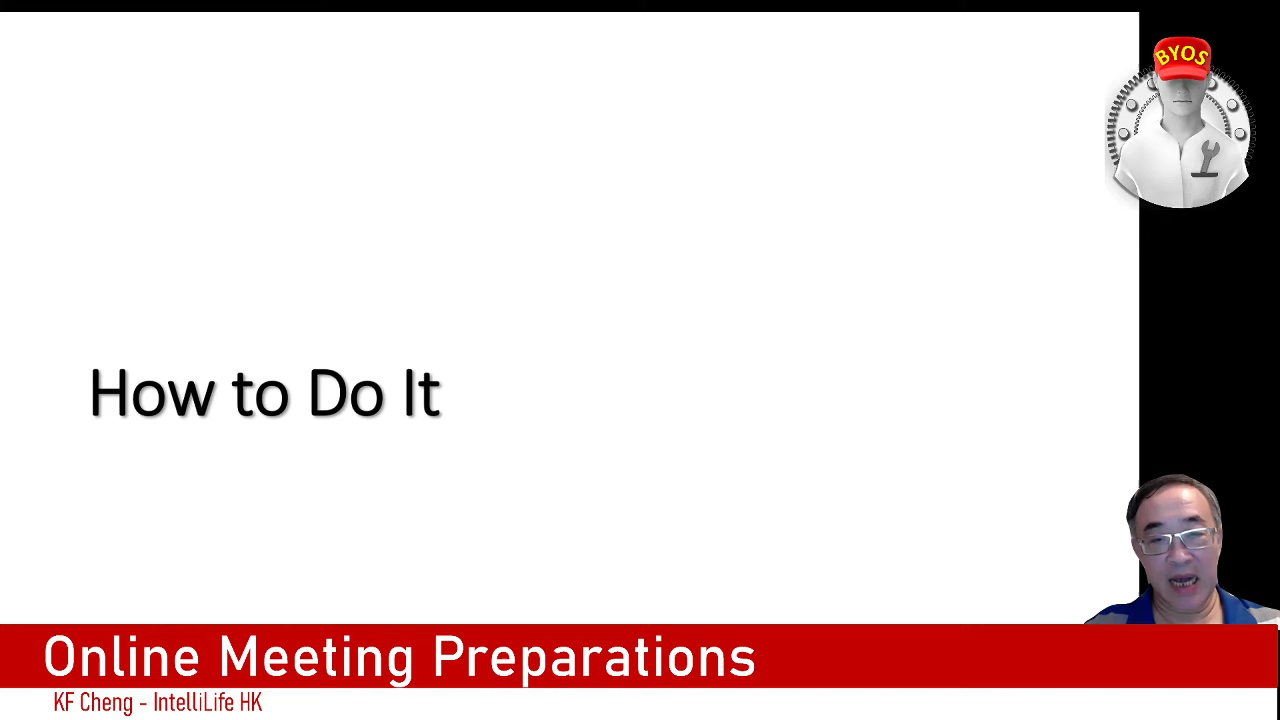 BYOS
How to Do It
Online Meeting Preparations
KF Cheng - IntelliLife HK